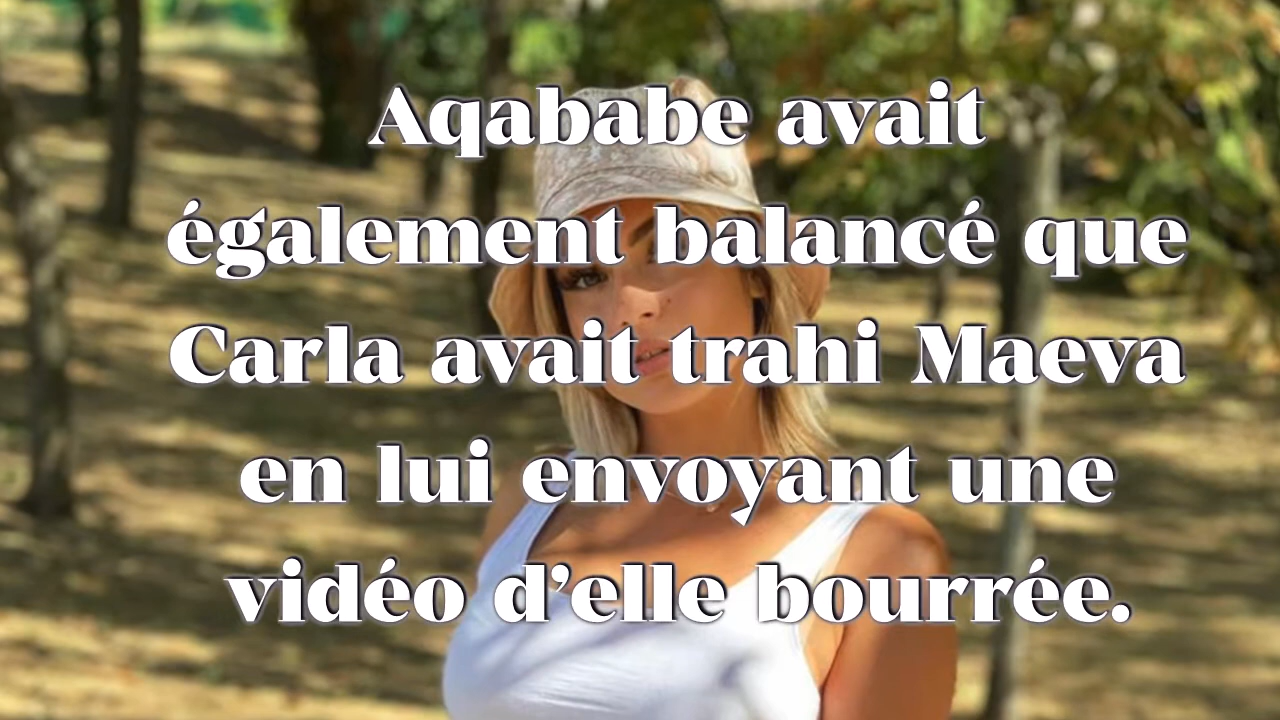 Aqababe avait
également balancé que
Carla avait trahi Maeva
en lui envoyant une
vidéo d’elle bourrée.